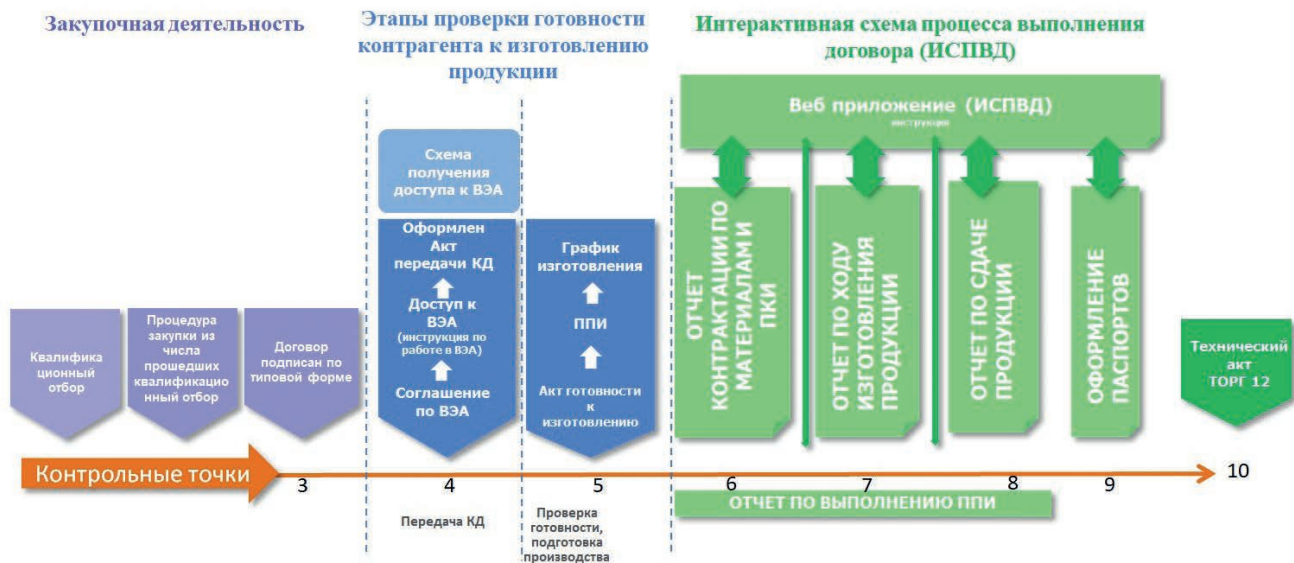 Закупочная деятельность
Этапы проверки готовности
контрагента к изготовлению
продукции
Интерактивная схема процесса выполнения
договора (ИСПВД)
Веб приложение (ИСПВД)
инструкция
Схема
получения
доступа к ВЭА
Оформлен
Акт
передачи КД
Доступ к
ВЭА
(инструкция по
работе в ВЭА)
Соглашение
по ВЭА
График
изготовления
ППИ
Акт готовности
к
изготовлению
ОТЧЕТ
КОНТРАКТАЦИИ ПО
МАТЕРИАЛАМ И
ПКИ
ОТЧЕТ ПО ХОДУ
ИЗГОТОВЛЕНИЯ
ПРОДУКЦИИ
ОТЧЕТ ПО СДАЧЕ
ПРОДУКЦИИ
ОФОРМЛЕНИЕ
ПАСПОРТОВ
Квалифика
ционный
отбор
Процедура
закупки из
числа
прошедших
квалификацио
нный отбор
Договор
подписан по
типовой форме
Технический
акт
ТОРГ 12
Контрольные точки
3
4
5
6
7
8
9
10
Передача КД
Проверка
готовности,
подготовка
производства
ОТЧЕТ ПО ВЫПОЛНЕНИЮ ППИ